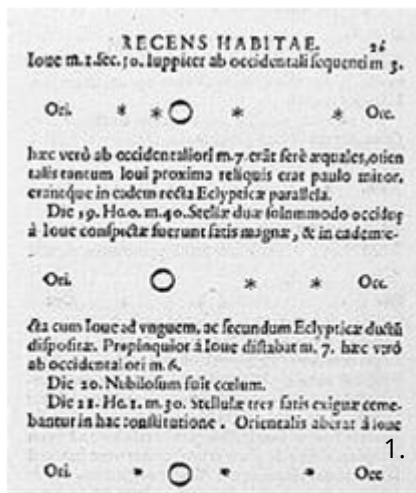 RECENS HABITAE. 26
Ioue m. 1. sec. 30. Iuppiter ab occidentali sequenti m 3.
Ori. * * O * * Occ.
hæc verò ab occidentaliori m. 7. erāt ferè æquales, orien
talis tantum Ioui proxima reliquis erat paulo minor,
erantque in eadem recta Eclypticæ parallela.
Die 19. Ho. 0. m. 40. Stellæ duæ solummodo occiduę
à Ioue conspectæ fuerunt satis magnæ, & in eadem re-
Ori. O * * Occ.
cta cum Ioue ad vnguem, ac secundum Eclypticæ ductū
dispositæ. Propinquior à Ioue distabat m. 7. hæc verò
ab occidentaliori m. 6.
Die 20. Nubilosum fuit cœlum.
Die 21. Ho. 1. m. 30. Stellulæ tres satis exiguæ cerne-
bantur in hac constitutione. Orientalis aberat à Ioue
1.
Ori. * O * * Occ